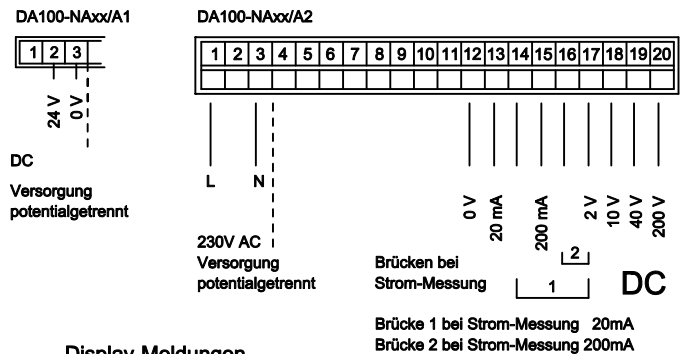 DA100-NAxx/A1
DA100-NAxx/A2
1 2 3
1 2 3 4 5 6 7 8 9 10 11 12 13 14 15 16 17 18 19 20
24 V
0 V
DC
Versorgung
potentialgetrennt
L
N
230V AC
Versorgung
potentialgetrennt
0 V
20 mA
200 mA
2 V
10 V
40 V
200 V
Brücken bei
Strom-Messung
2
1
DC
Brücke 1 bei Strom-Messung 20mA
Brücke 2 bei Strom-Messung 200mA
Display-Meldungen